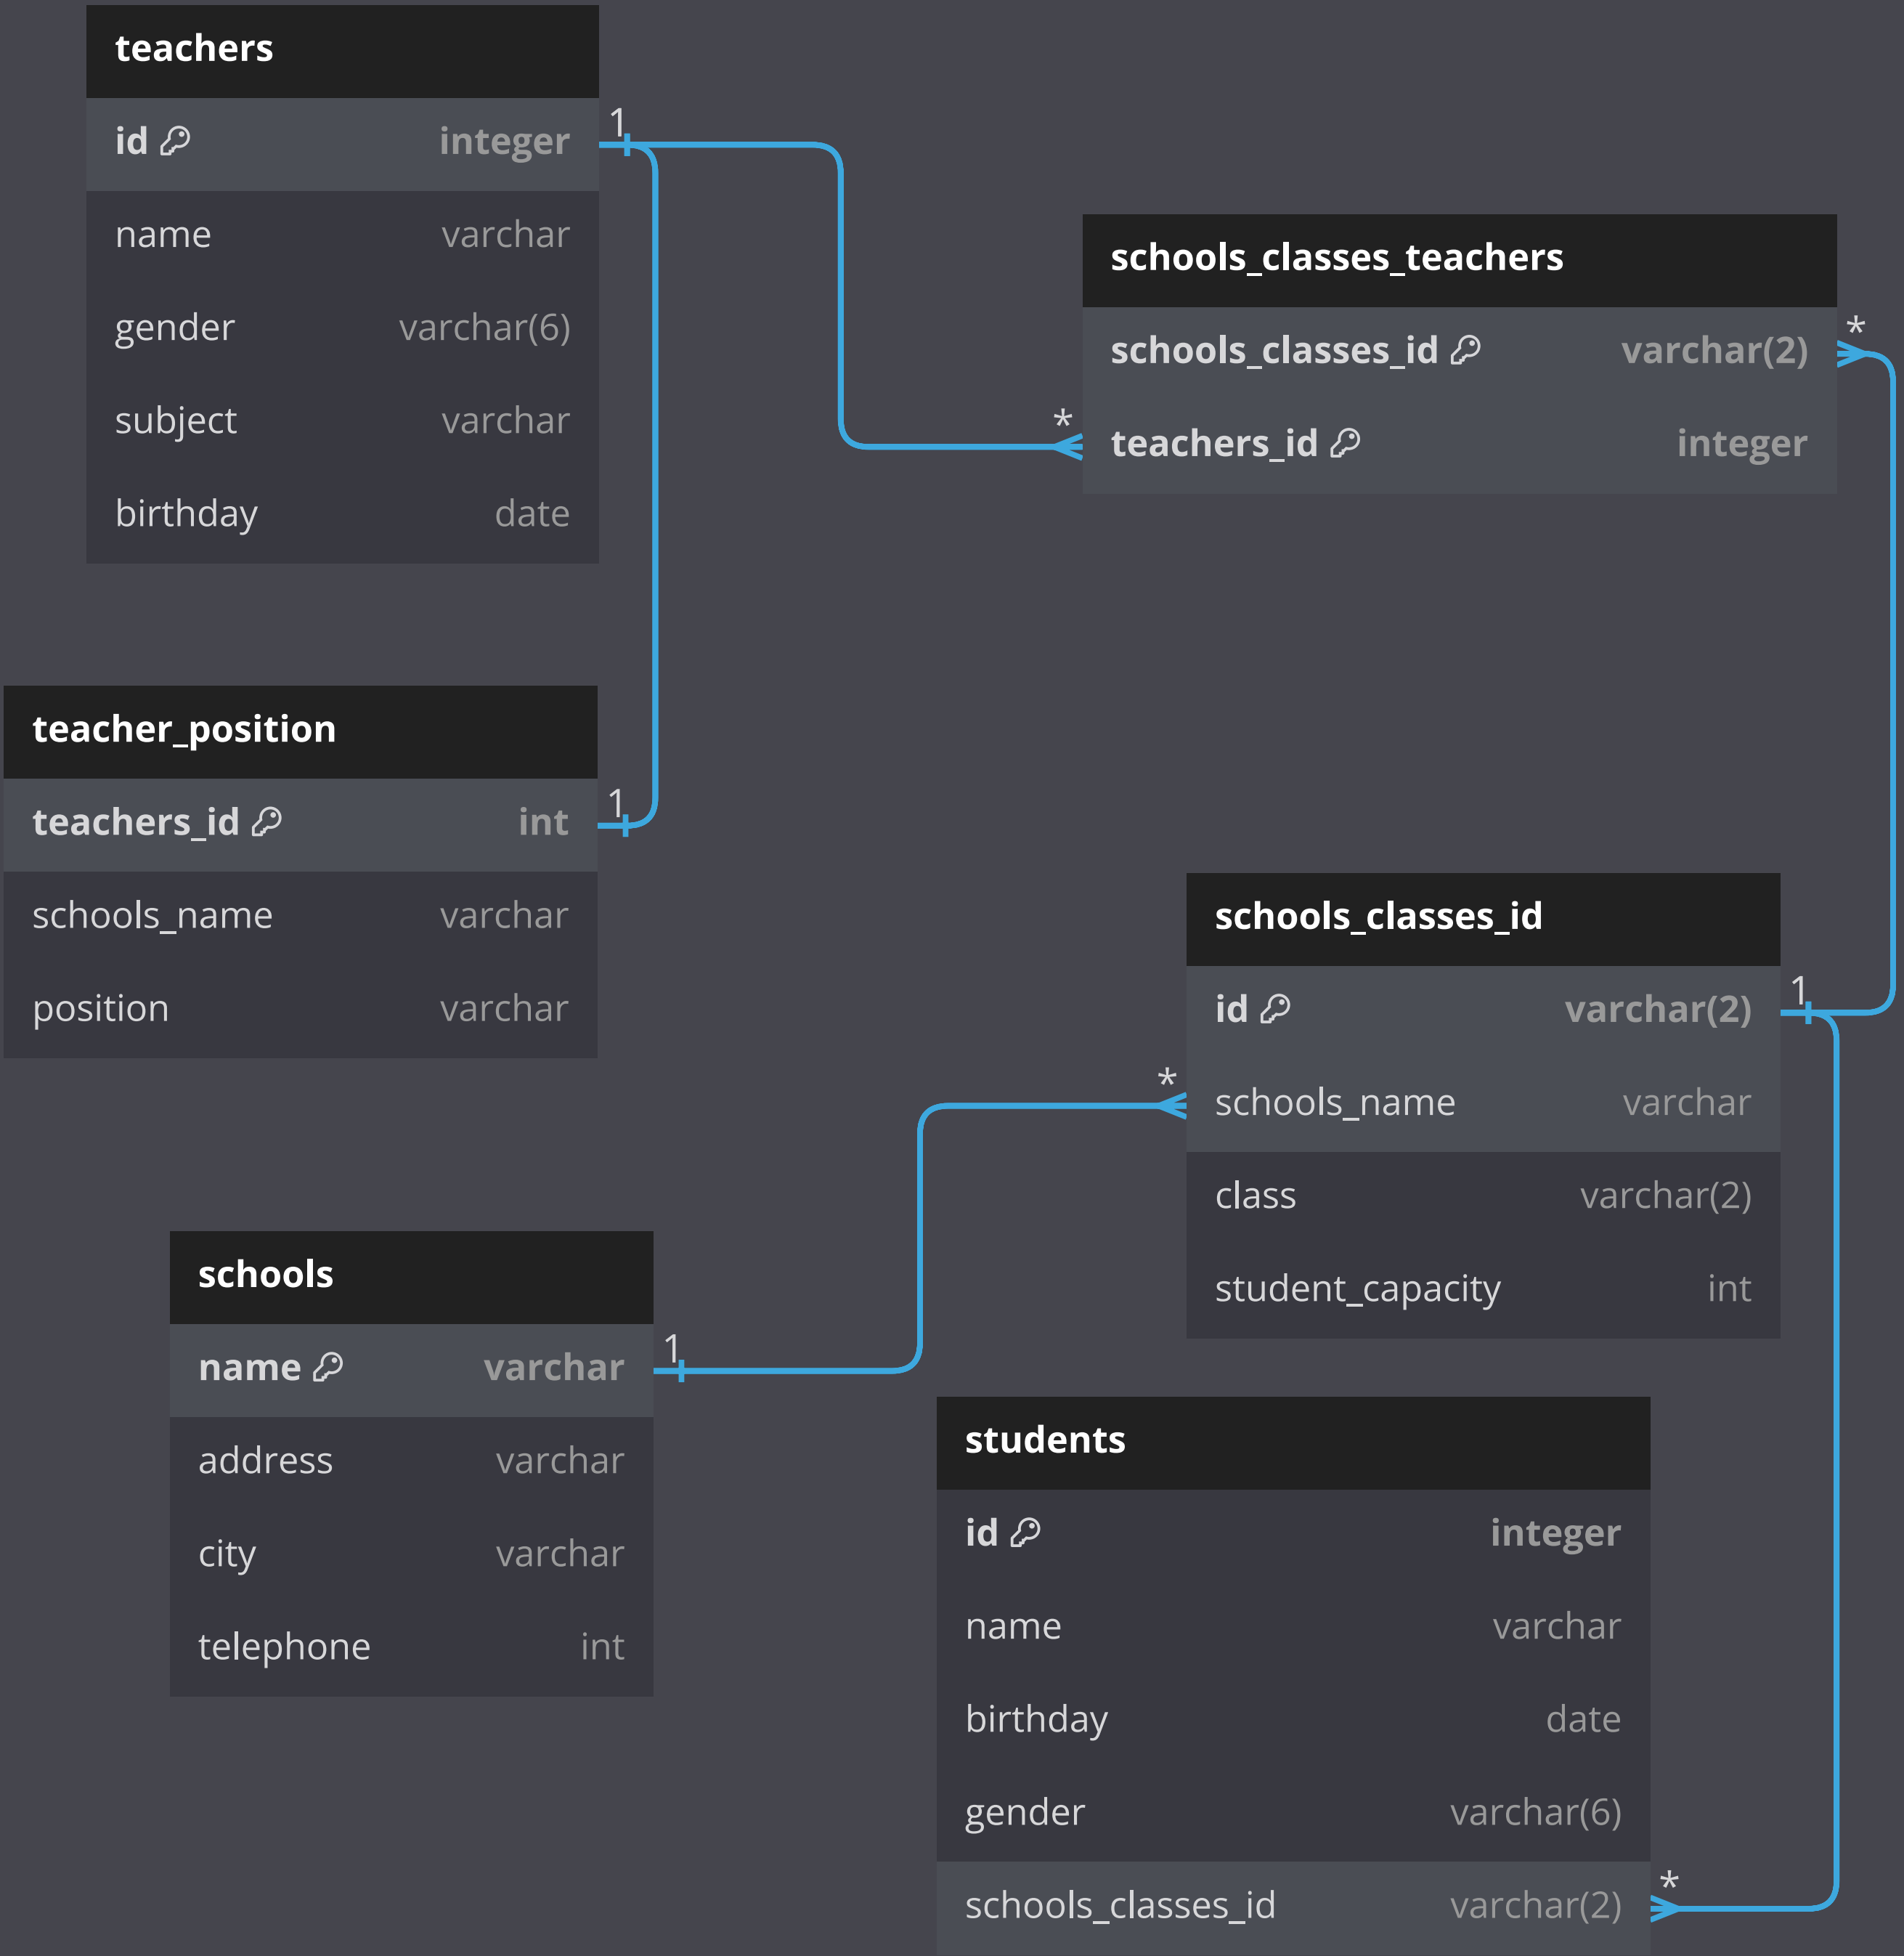 teachers
id integer
name varchar
gender varchar(6)
subject varchar
birthday date
1
1
teacher_position
teachers_id int
schools_name varchar
position varchar
schools_classes_teachers
schools_classes_id varchar(2)
teachers_id integer
*
*
schools_classes_id
id varchar(2)
schools_name varchar
class varchar(2)
student_capacity int
1
*
schools
name varchar
address varchar
city varchar
telephone int
1
students
id integer
name varchar
birthday date
gender varchar(6)
schools_classes_id varchar(2)
*